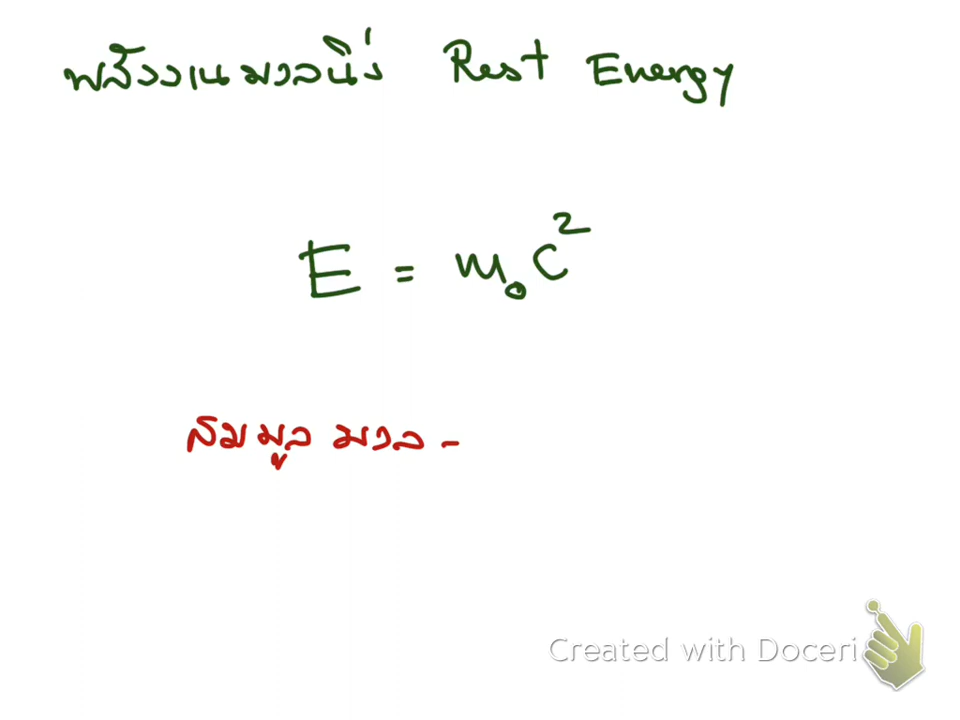 พลังงานมวลนิ่ง Rest Energy
E = m₀c²
สมมูล มวล -
Created with Doceri